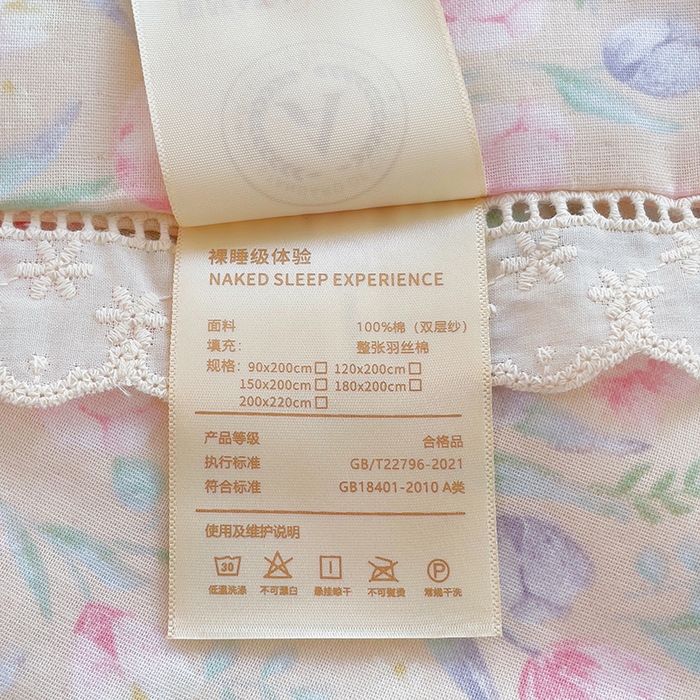 裸睡级体验
NAKED SLEEP EXPERIENCE
面料 100%棉（双层纱）
填充： 整张羽丝棉
规格：90x200cm□ 120x200cm□
150x200cm□ 180x200cm□
200x220cm□
产品等级 合格品
执行标准 GB/T22796-2021
符合标准 GB18401-2010 A类
使用及维护说明
30 P
低温洗涤 不可漂白 悬挂晾干 不可熨烫 常规干洗